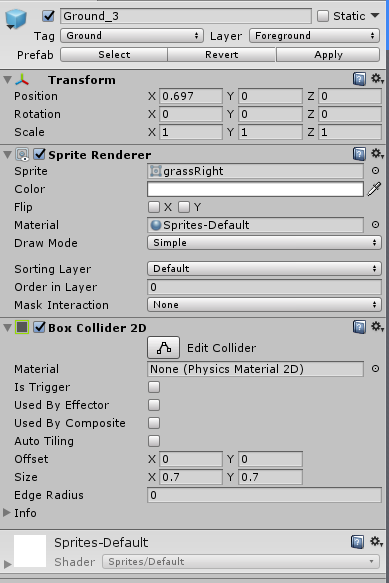 Ground_3 Static
Tag Ground Layer Foreground
Prefab Select Revert Apply
Transform
Position X 0.697 Y 0 Z 0
Rotation X 0 Y 0 Z 0
Scale X 1 Y 1 Z 1
Sprite Renderer
Sprite grassRight
Color
Flip X Y
Material Sprites-Default
Draw Mode Simple
Sorting Layer Default
Order in Layer 0
Mask Interaction None
Box Collider 2D
Edit Collider
Material None (Physics Material 2D)
Is Trigger
Used By Effector
Used By Composite
Auto Tiling
Offset X 0 Y 0
Size X 0.7 Y 0.7
Edge Radius 0
Info
Sprites-Default
Shader Sprites/Default